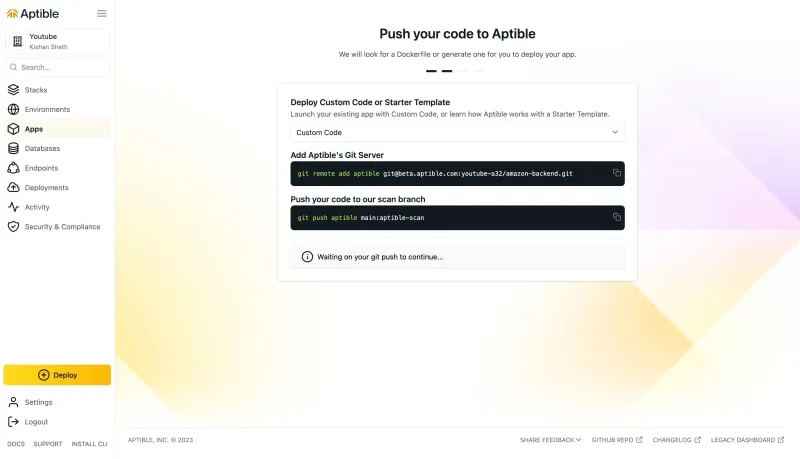 Aptible
Youtube
Kishan Sheth
Search...
Stacks
Environments
Apps
Databases
Endpoints
Deployments
Activity
Security & Compliance
Deploy
Settings
Logout
DOCS SUPPORT INSTALL CLI
Push your code to Aptible
We will look for a Dockerfile or generate one for you to deploy your app.
Deploy Custom Code or Starter Template
Launch your existing app with Custom Code, or learn how Aptible works with a Starter Template.
Custom Code
Add Aptible's Git Server
git remote add aptible git@beta.aptible.com:youtube-a32/amazon-backend.git
Push your code to our scan branch
git push aptible main:aptible-scan
Waiting on your git push to continue...
APTIBLE, INC. © 2023
SHARE FEEDBACK GITHUB REPO CHANGELOG LEGACY DASHBOARD